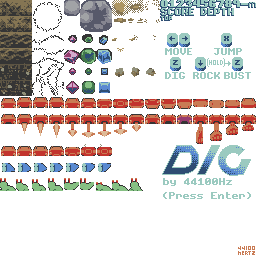 0123456789-m
SCORE DEPTH
MOVE JUMP
Z HOLD Z
DIG ROCK BUST
DIG
by 44100Hz
(Press Enter)
44100
HERTZ